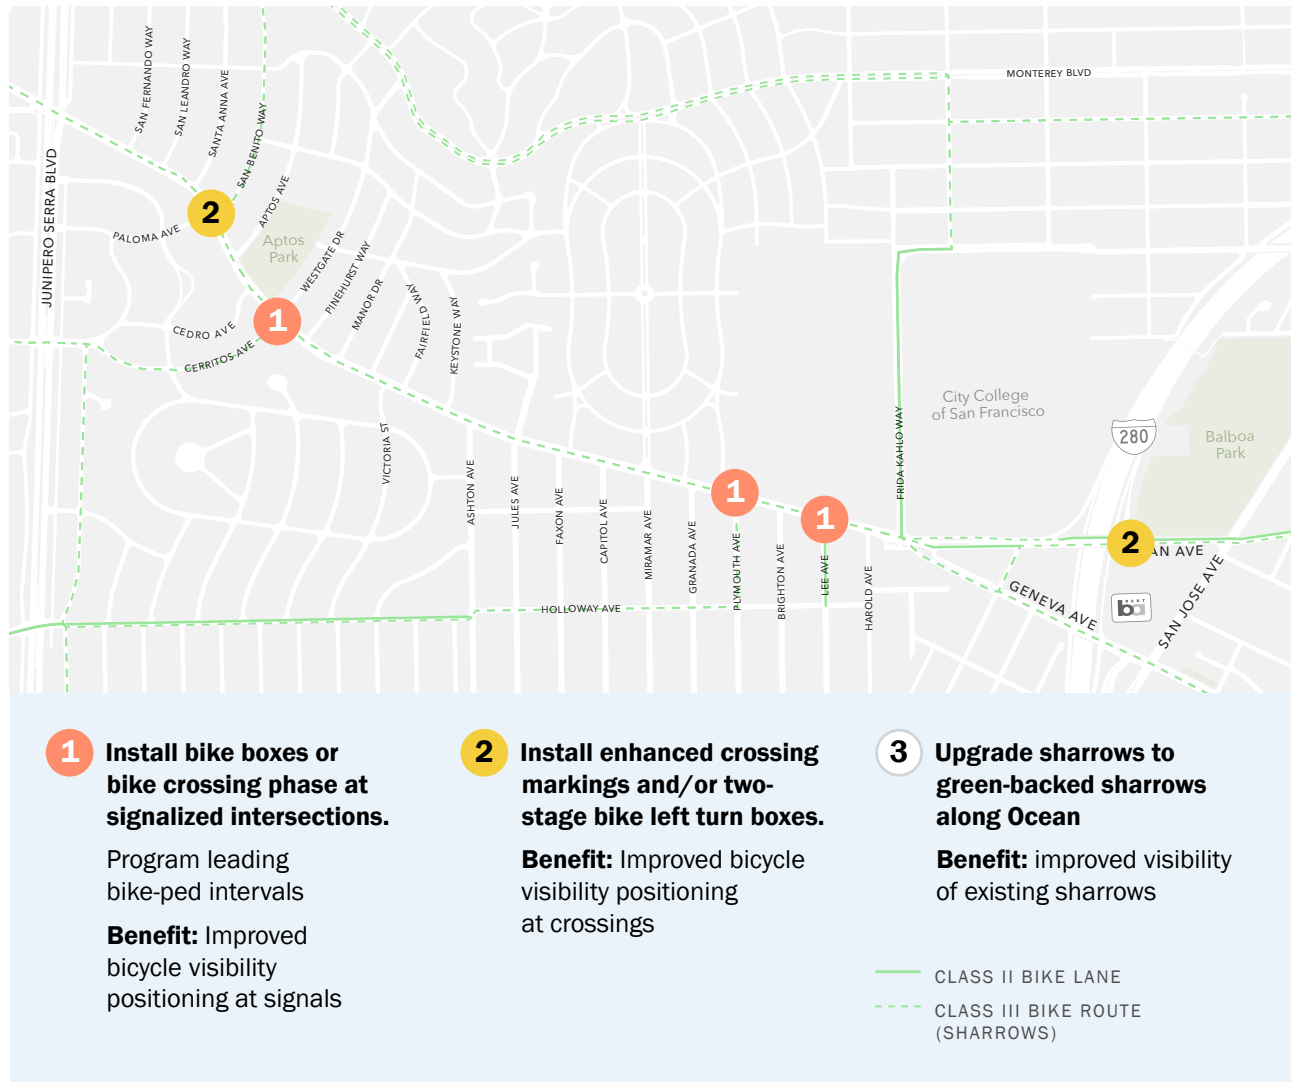 SAN FERNANDO WAY
SAN LEANDRO WAY
SANTA ANNA AVE
SAN BENITO WAY
MONTEREY BLVD
JUNIPERO SERRA BLVD
APTOS AVE
2
PALOMA AVE
Aptos
Park
WESTGATE DR
PINEHURST WAY
MANOR DR
FAIRFIELD WAY
KEYSTONE WAY
1
CEDRO AVE
CERRITOS AVE
City College
of San Francisco
280
Balboa
Park
FRIDA KAHLO WAY
VICTORIA ST
ASHTON AVE
JULES AVE
FAXON AVE
CAPITOL AVE
MIRAMAR AVE
GRANADA AVE
1
PLYMOUTH AVE
BRIGHTON AVE
1
LEE AVE
HAROLD AVE
HOLLOWAY AVE
2
AN AVE
GENEVA AVE
BART
ba
SAN JOSE AVE
1 Install bike boxes or
bike crossing phase at
signalized intersections.
Program leading
bike-ped intervals
Benefit: Improved
bicycle visibility
positioning at signals
2 Install enhanced crossing
markings and/or two-
stage bike left turn boxes.
Benefit: Improved bicycle
visibility positioning
at crossings
3 Upgrade sharrows to
green-backed sharrows
along Ocean
Benefit: improved visibility
of existing sharrows
CLASS II BIKE LANE
CLASS III BIKE ROUTE
(SHARROWS)